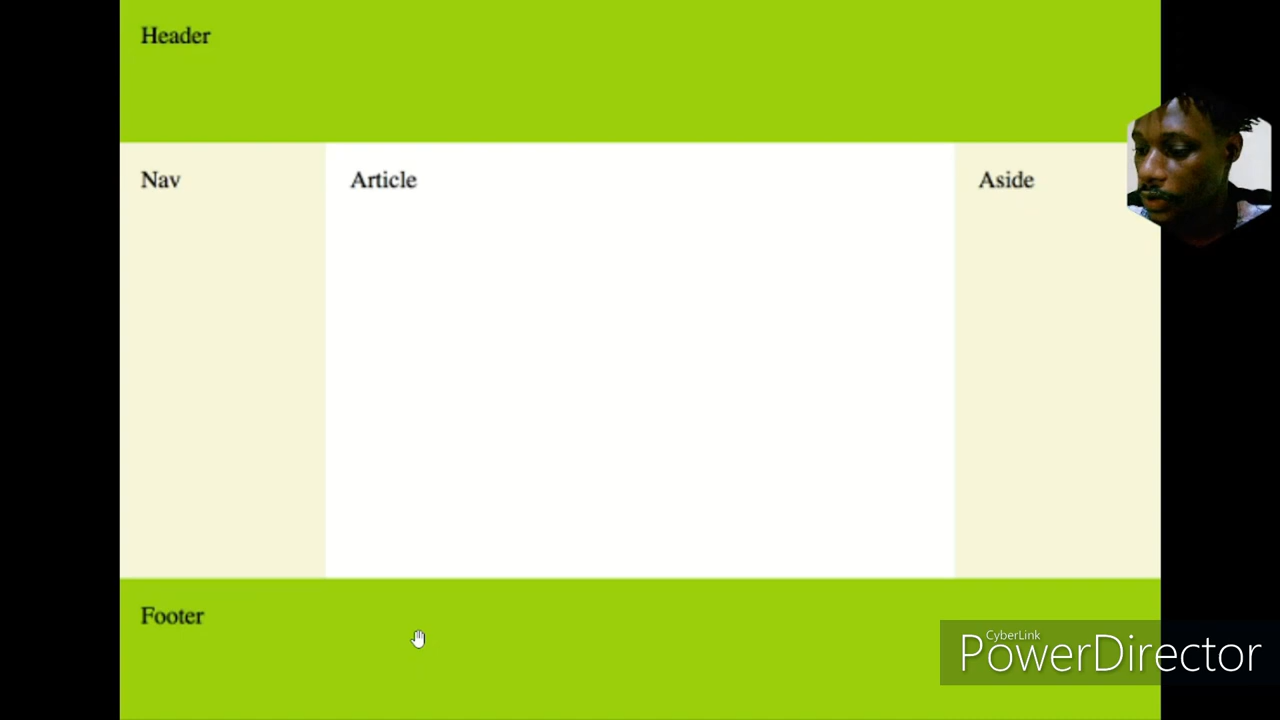 Header
Nav
Article
Aside
Footer
CyberLink
PowerDirector